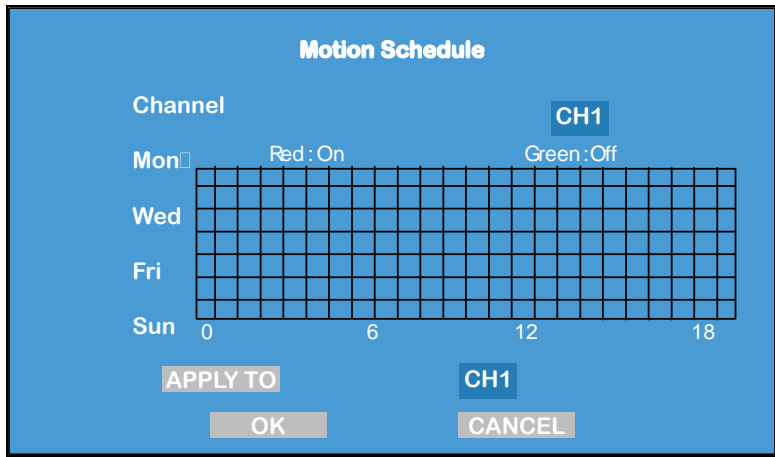 Motion Schedule
Channel CH1
Mon Red : On Green : Off
Wed
Fri
Sun 0 6 12 18
APPLY TO CH1
OK CANCEL